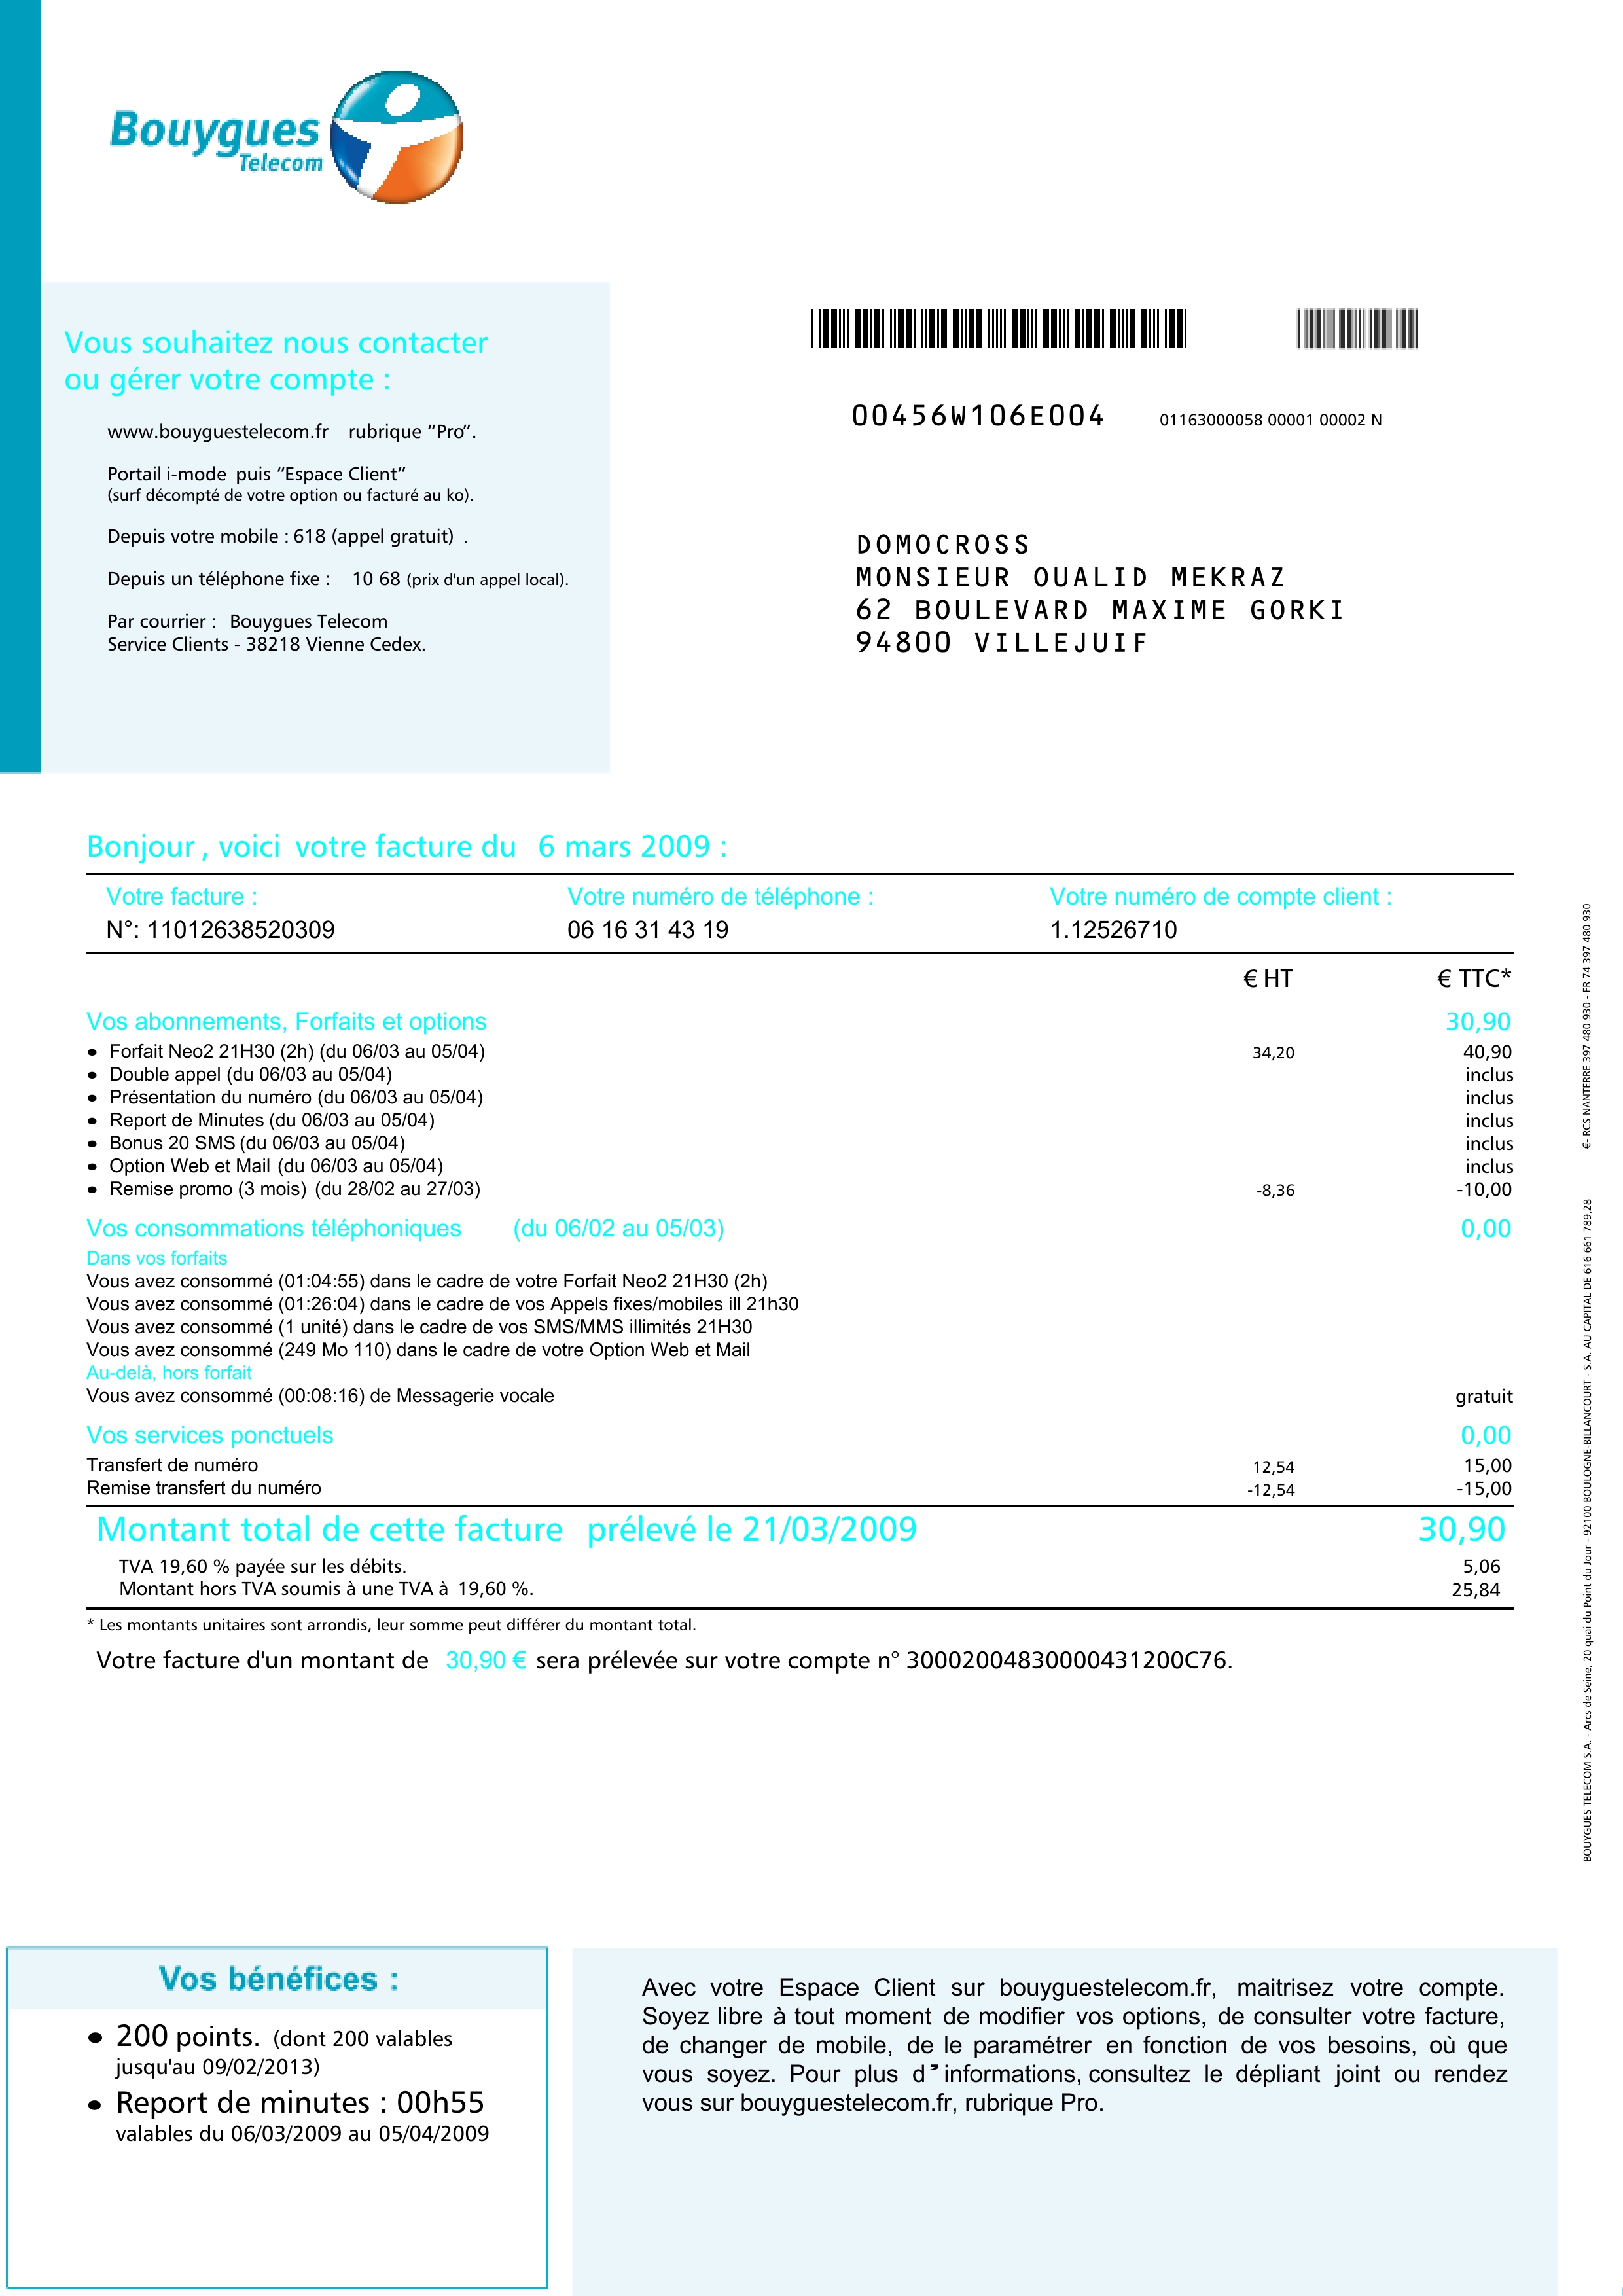 Bouygues
Telecom
Vous souhaitez nous contacter
ou gérer votre compte :
www.bouyguestelecom.fr rubrique “Pro”.
Portail i-mode puis “Espace Client”
(surf décompté de votre option ou facturé au ko).
Depuis votre mobile : 618 (appel gratuit) .
Depuis un téléphone fixe : 10 68 (prix d'un appel local).
Par courrier : Bouygues Telecom
Service Clients - 38218 Vienne Cedex.
00456W106E004 01163000058 00001 00002 N
DOMOCROSS
MONSIEUR OUALID MEKRAZ
62 BOULEVARD MAXIME GORKI
94800 VILLEJUIF
Bonjour , voici votre facture du 6 mars 2009 :
Votre facture : Votre numéro de téléphone : Votre numéro de compte client :
N°: 11012638520309 06 16 31 43 19 1.12526710
€ HT € TTC*
Vos abonnements, Forfaits et options 30,90
• Forfait Neo2 21H30 (2h) (du 06/03 au 05/04) 34,20 40,90
• Double appel (du 06/03 au 05/04) inclus
• Présentation du numéro (du 06/03 au 05/04) inclus
• Report de Minutes (du 06/03 au 05/04) inclus
• Bonus 20 SMS (du 06/03 au 05/04) inclus
• Option Web et Mail (du 06/03 au 05/04) inclus
• Remise promo (3 mois) (du 28/02 au 27/03) -8,36 -10,00
Vos consommations téléphoniques (du 06/02 au 05/03) 0,00
Dans vos forfaits
Vous avez consommé (01:04:55) dans le cadre de votre Forfait Neo2 21H30 (2h)
Vous avez consommé (01:26:04) dans le cadre de vos Appels fixes/mobiles ill 21h30
Vous avez consommé (1 unité) dans le cadre de vos SMS/MMS illimités 21H30
Vous avez consommé (249 Mo 110) dans le cadre de votre Option Web et Mail
Au-delà, hors forfait
Vous avez consommé (00:08:16) de Messagerie vocale gratuit
Vos services ponctuels 0,00
Transfert de numéro 12,54 15,00
Remise transfert du numéro -12,54 -15,00
Montant total de cette facture prélevé le 21/03/2009 30,90
TVA 19,60 % payée sur les débits. 5,06
Montant hors TVA soumis à une TVA à 19,60 %. 25,84
* Les montants unitaires sont arrondis, leur somme peut différer du montant total.
Votre facture d'un montant de 30,90 € sera prélevée sur votre compte n° 30002004830000431200C76.
BOUYGUES TELECOM S.A. - Arcs de Seine, 20 quai du Point du Jour - 92100 BOULOGNE-BILLANCOURT - S.A. AU CAPITAL DE 616 661 789,28 €- RCS NANTERRE 397 480 930 - FR 74 397 480 930
Vos bénéfices :
• 200 points. (dont 200 valables
jusqu'au 09/02/2013)
• Report de minutes : 00h55
valables du 06/03/2009 au 05/04/2009
Avec votre Espace Client sur bouyguestelecom.fr, maitrisez votre compte.
Soyez libre à tout moment de modifier vos options, de consulter votre facture,
de changer de mobile, de le paramétrer en fonction de vos besoins, où que
vous soyez. Pour plus d’informations, consultez le dépliant joint ou rendez
vous sur bouyguestelecom.fr, rubrique Pro.